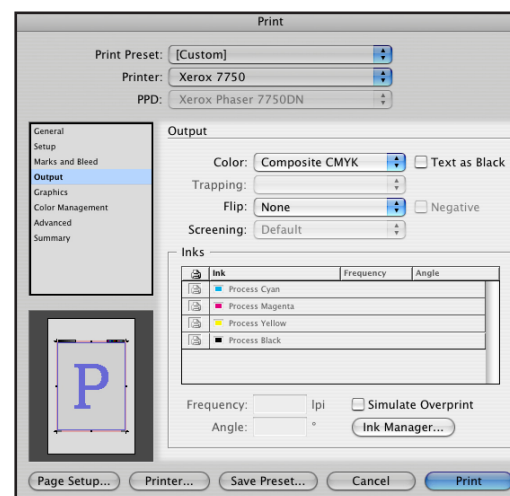 Print
Print Preset: [Custom]
Printer: Xerox 7750
PPD: Xerox Phaser 7750DN
General
Setup
Marks and Bleed
Output
Graphics
Color Management
Advanced
Summary
Output
Color: Composite CMYK Text as Black
Trapping:
Flip: None Negative
Screening: Default
Inks
Ink Frequency Angle
Process Cyan
Process Magenta
Process Yellow
Process Black
Frequency: lpi Simulate Overprint
Angle: ° Ink Manager...
P
Page Setup... Printer... Save Preset... Cancel Print